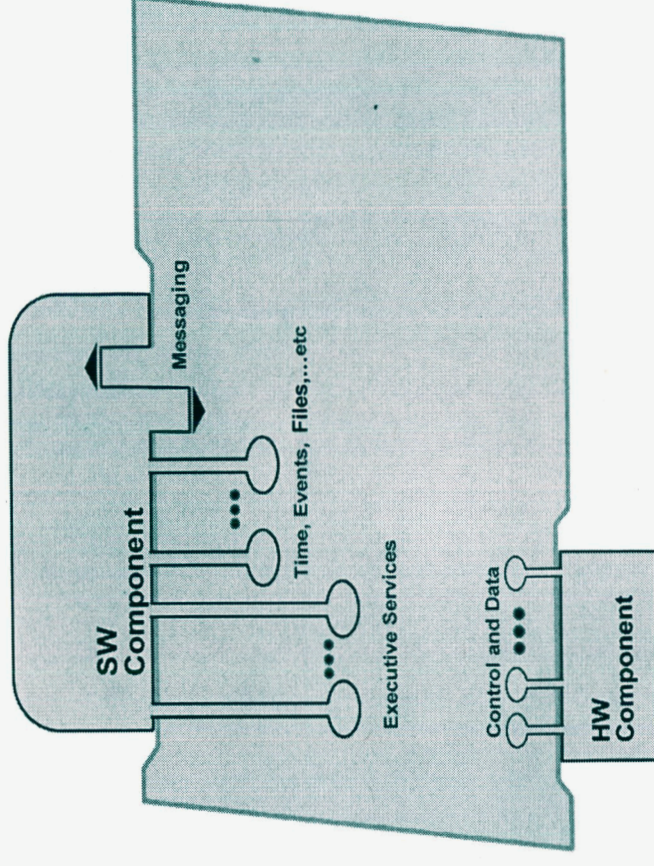 SW
Component
Messaging
Time, Events, Files,...etc
Executive Services
Control and Data
HW
Component